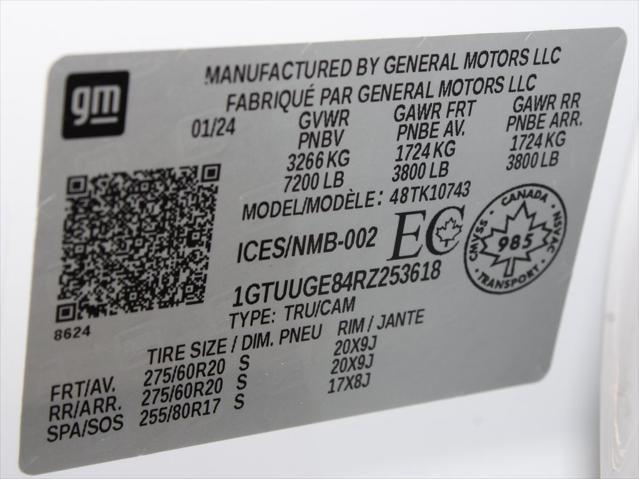 gm
MANUFACTURED BY GENERAL MOTORS LLC
FABRIQUÉ PAR GENERAL MOTORS LLC
01/24 GVWR GAWR FRT GAWR RR
PNBV PNBE AV. PNBE ARR.
3266 KG 1724 KG 1724 KG
7200 LB 3800 LB 3800 LB
MODEL/MODÈLE: 48TK10743
ICES/NMB-002 EC
CANADA
CMVSS NSVAC
985
TRANSPORT
1GTUUGE84RZ253618
8624 TYPE: TRU/CAM
TIRE SIZE / DIM. PNEU RIM / JANTE
FRT/AV. 275/60R20 S 20X9J
RR/ARR. 275/60R20 S 20X9J
SPA/SOS 255/80R17 S 17X8J